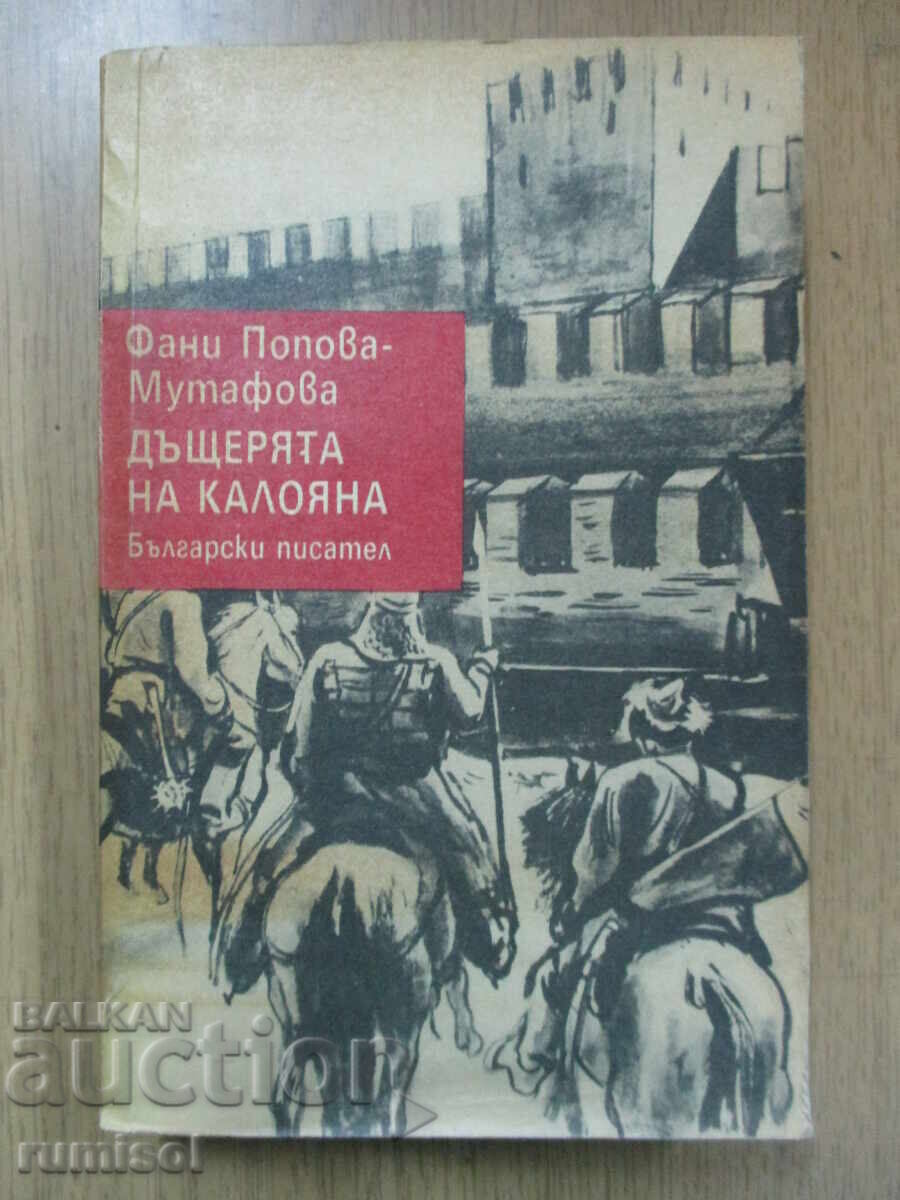 Фани Попова-
Мутафова
ДЪЩЕРЯТА
НА КАЛОЯНА
Български писател
BALKAN
auction
rumisol